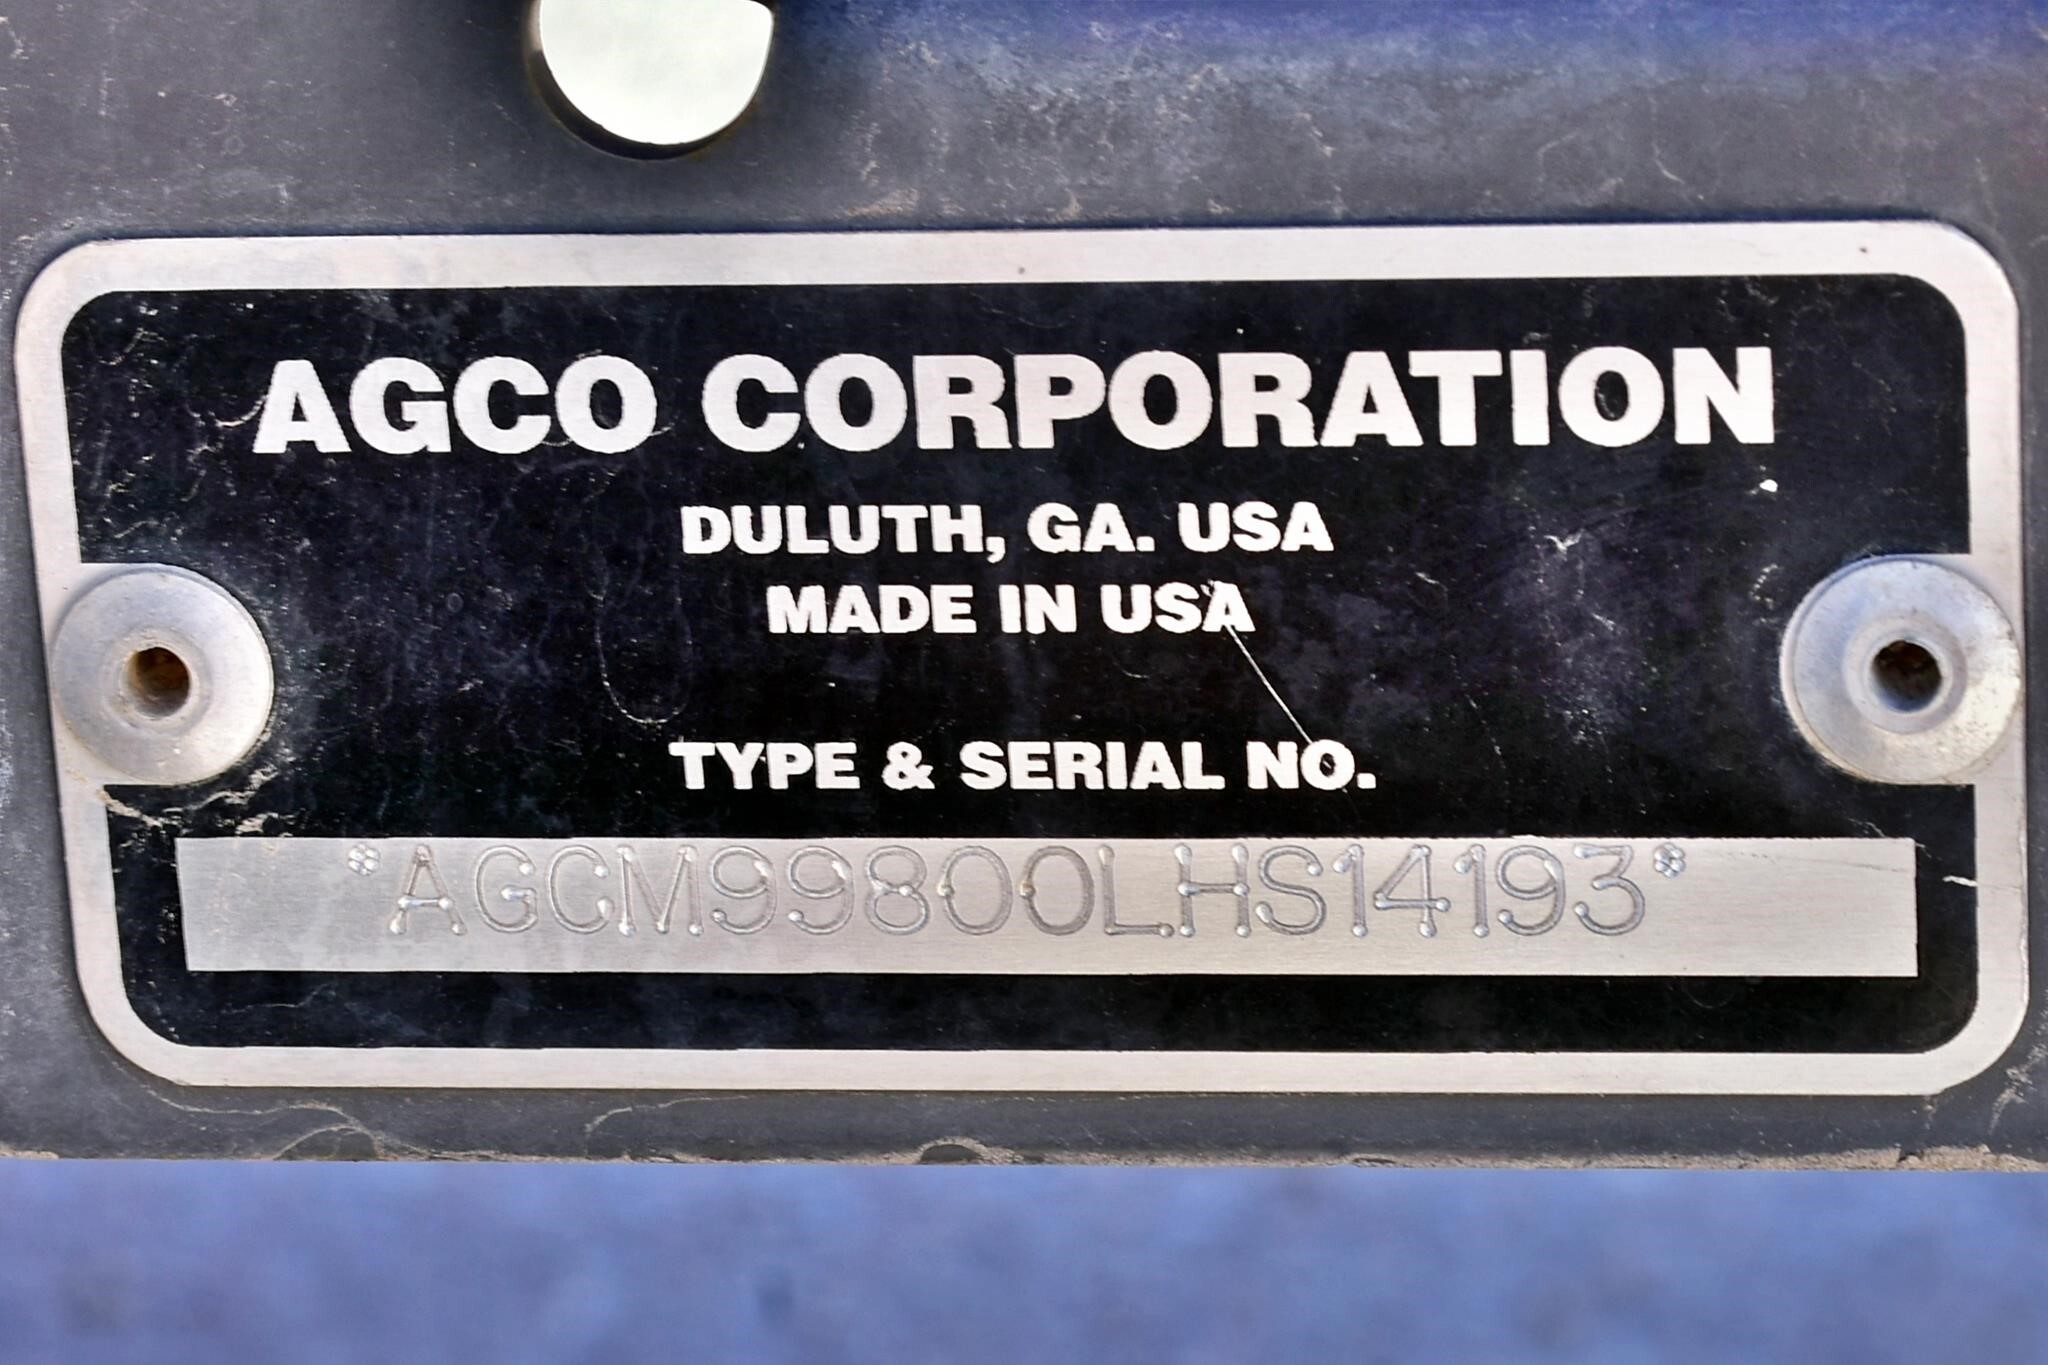 AGCO CORPORATION
DULUTH, GA. USA
MADE IN USA
TYPE & SERIAL NO.
*AGCM99800LHS14193*